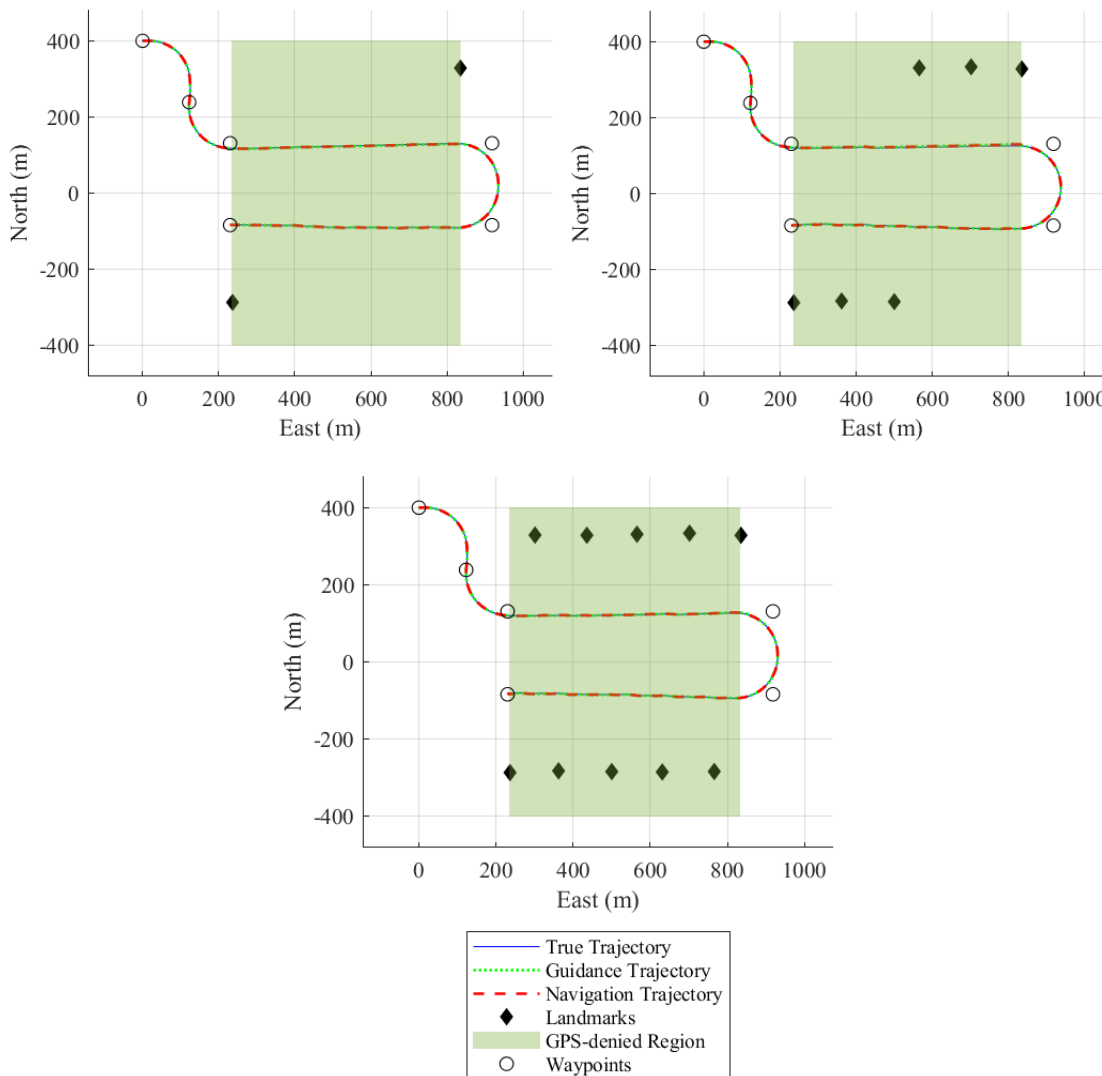 400
200
0
-200
-400
North (m)
0 200 400 600 800 1000
East (m)
400
200
0
-200
-400
North (m)
0 200 400 600 800 1000
East (m)
400
200
0
-200
-400
North (m)
0 200 400 600 800 1000
East (m)
True Trajectory
Guidance Trajectory
Navigation Trajectory
Landmarks
GPS-denied Region
Waypoints